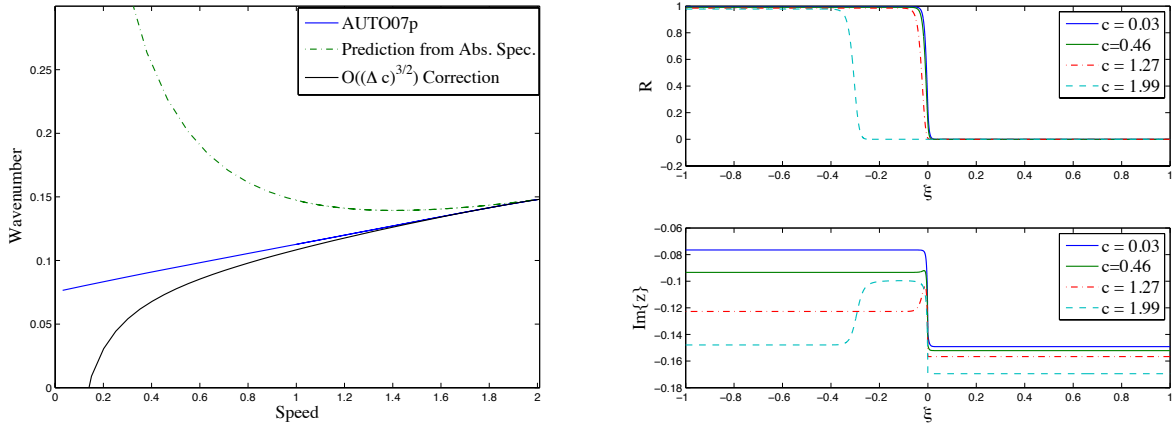 AUTO07p
Prediction from Abs. Spec.
O((Δ c)^{3/2}) Correction
Wavenumber
0.25
0.2
0.15
0.1
0.05
0
0 0.2 0.4 0.6 0.8 1 1.2 1.4 1.6 1.8 2
Speed
R
1
0.8
0.6
0.4
0.2
0
−0.2
−1 −0.8 −0.6 −0.4 −0.2 0 0.2 0.4 0.6 0.8 1
ξ
c = 0.03
c=0.46
c = 1.27
c = 1.99
Im{z}
−0.06
−0.08
−0.1
−0.12
−0.14
−0.16
−0.18
−1 −0.8 −0.6 −0.4 −0.2 0 0.2 0.4 0.6 0.8 1
ξ
c = 0.03
c=0.46
c = 1.27
c = 1.99